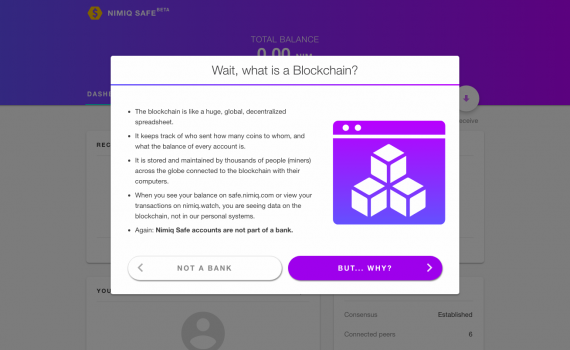 NIMIQ SAFE BETA
TOTAL BALANCE
0.00 NIM
Wait, what is a Blockchain?
DASH
eceive
The blockchain is like a huge, global, decentralized
spreadsheet.
It keeps track of who sent how many coins to whom, and
what the balance of every account is.
It is stored and maintained by thousands of people (miners)
across the globe connected to the blockchain with their
computers.
When you see your balance on safe.nimiq.com or view your
transactions on nimiq.watch, you are seeing data on the
blockchain, not in our personal systems.
Again: Nimiq Safe accounts are not part of a bank.
REC
NOT A BANK
BUT... WHY?
YOU
Consensus
Established
Connected peers
6